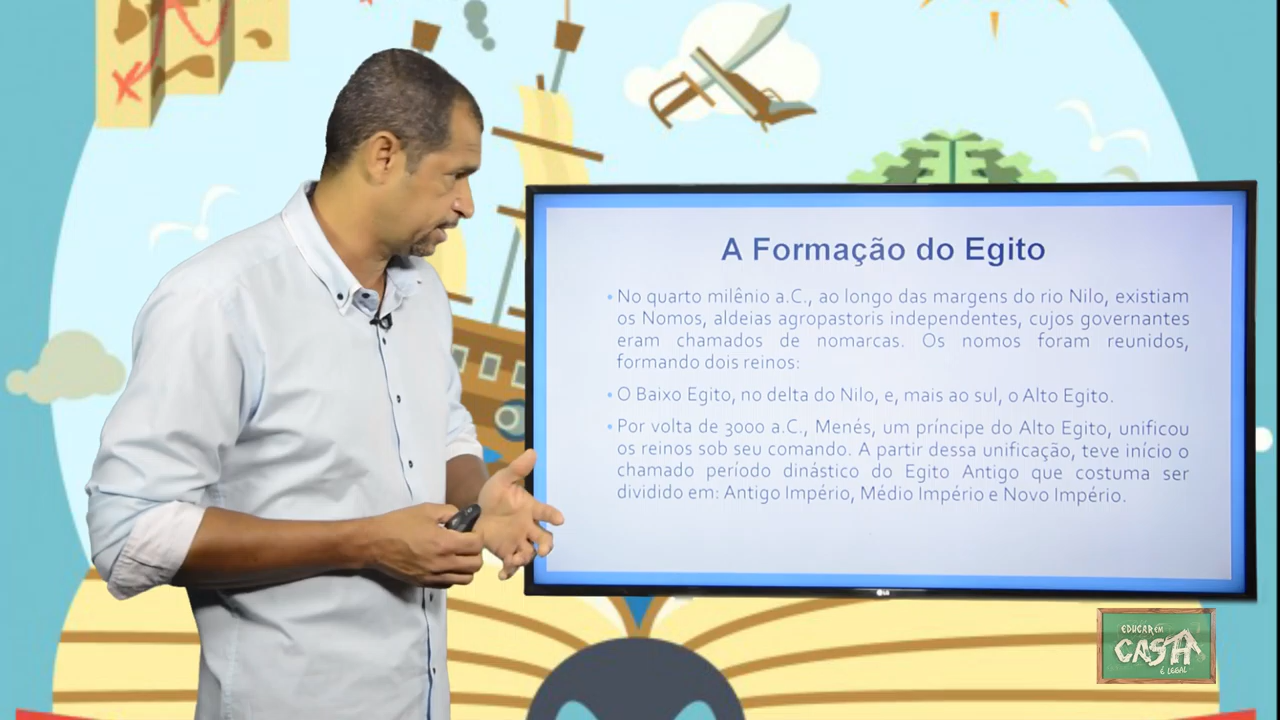 A Formação do Egito
• No quarto milênio a.C., ao longo das margens do rio Nilo, existiam
os Nomos, aldeias agropastoris independentes, cujos governantes
eram chamados de nomarcas. Os nomos foram reunidos,
formando dois reinos:
• O Baixo Egito, no delta do Nilo, e, mais ao sul, o Alto Egito.
• Por volta de 3000 a.C., Menés, um príncipe do Alto Egito, unificou
os reinos sob seu comando. A partir dessa unificação, teve início o
chamado período dinástico do Egito Antigo que costuma ser
dividido em: Antigo Império, Médio Império e Novo Império.
LG
EDUCAR EM
CASA
É LEGAL